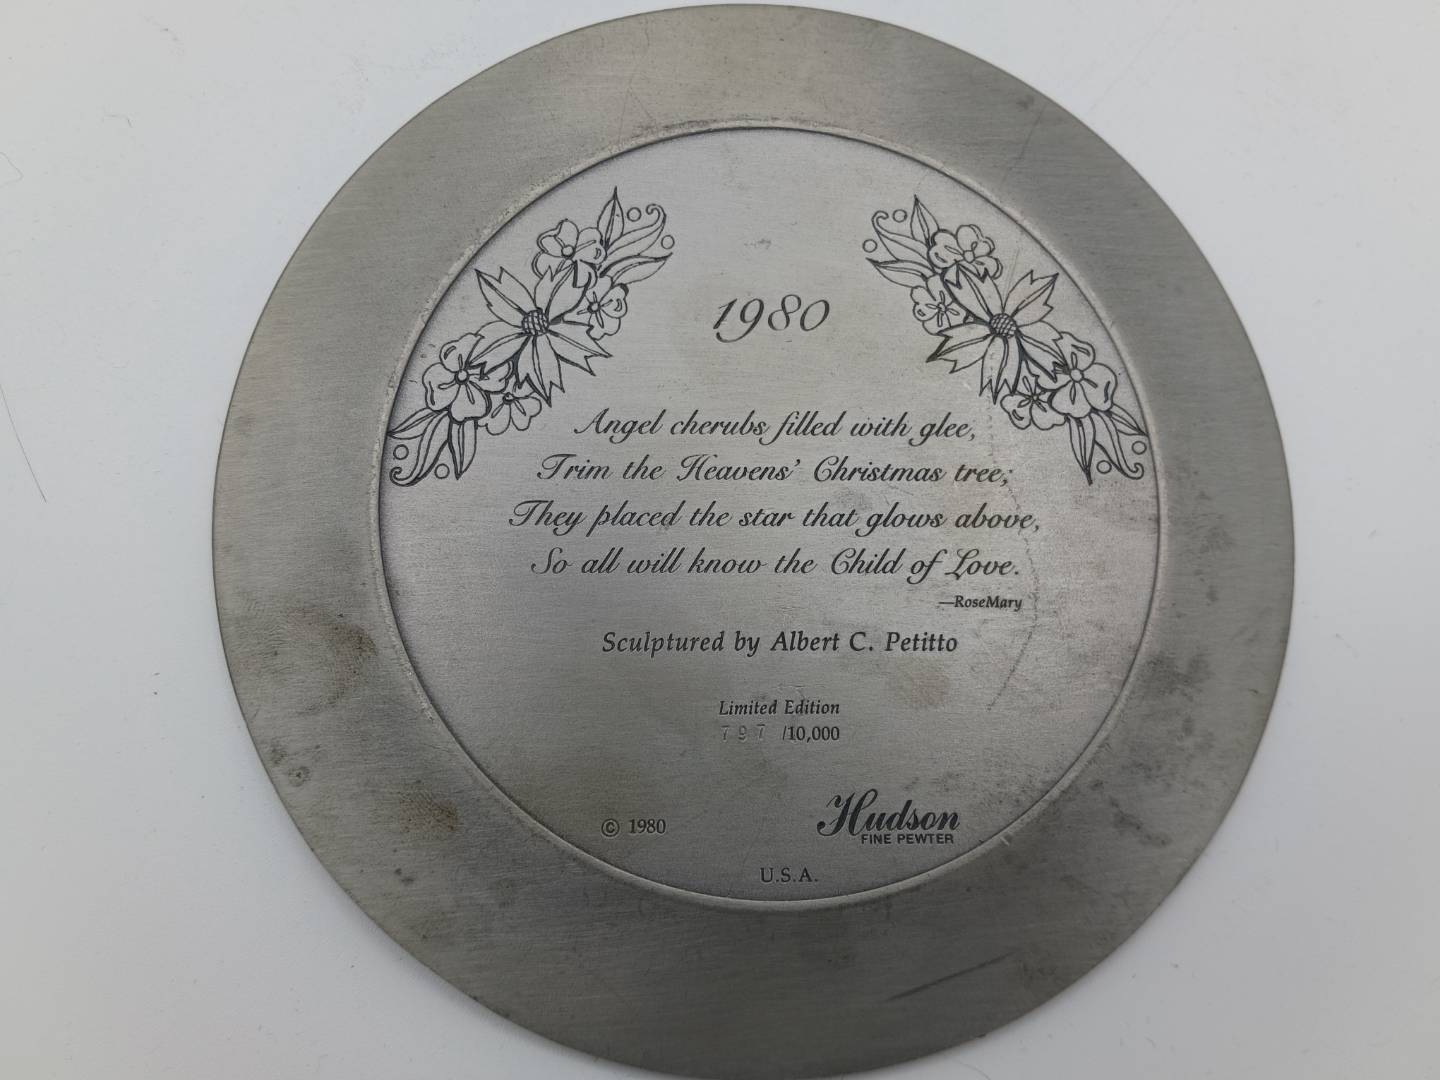 1980
Angel cherubs filled with glee,
Trim the Heavens' Christmas tree;
They placed the star that glows above,
So all will know the Child of Love.
—RoseMary
Sculptured by Albert C. Petitto
Limited Edition
797 /10,000
© 1980
Hudson
FINE PEWTER
U.S.A.